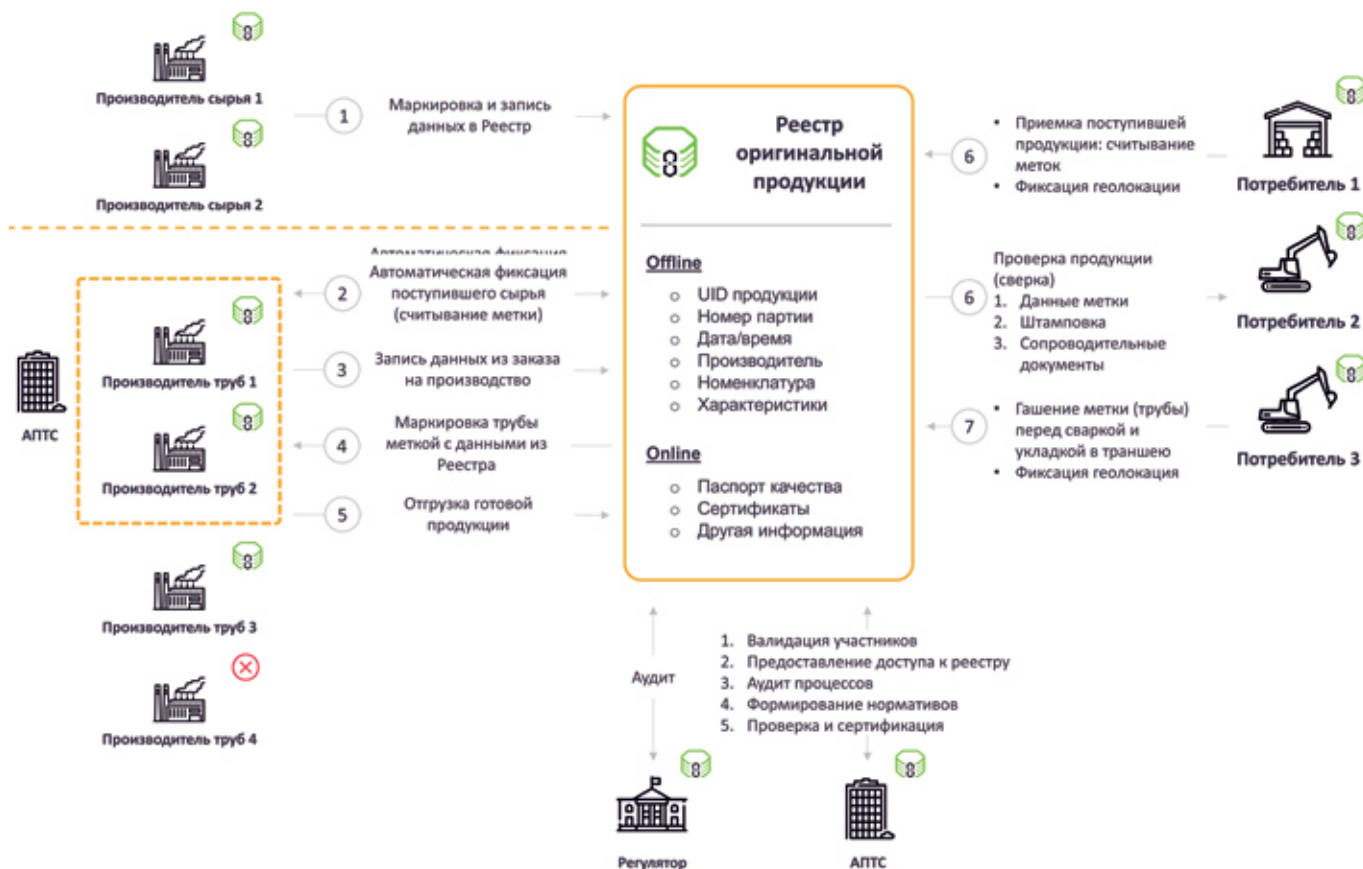 Производитель сырья 1
Производитель сырья 2
1
Маркировка и запись
данных в Реестр
АПТС
Производитель труб 1
Производитель труб 2
Производитель труб 3
Производитель труб 4
Автоматическая фиксация
2
Автоматическая фиксация
поступившего сырья
(считывание метки)
3
Запись данных из заказа
на производство
4
Маркировка трубы
меткой с данными из
Реестра
5
Отгрузка готовой
продукции
Реестр
оригинальной
продукции
Offline
o UID продукции
o Номер партии
o Дата/время
o Производитель
o Номенклатура
o Характеристики
Online
o Паспорт качества
o Сертификаты
o Другая информация
6
• Приемка поступившей
продукции: считывание
меток
• Фиксация геолокации
Потребитель 1
6
Проверка продукции
(сверка)
1. Данные метки
2. Штамповка
3. Сопроводительные
документы
Потребитель 2
7
• Гашение метки (трубы)
перед сваркой и
укладкой в траншею
• Фиксация геолокация
Потребитель 3
Аудит
1. Валидация участников
2. Предоставление доступа к реестру
3. Аудит процессов
4. Формирование нормативов
5. Проверка и сертификация
Регулятор
АПТС